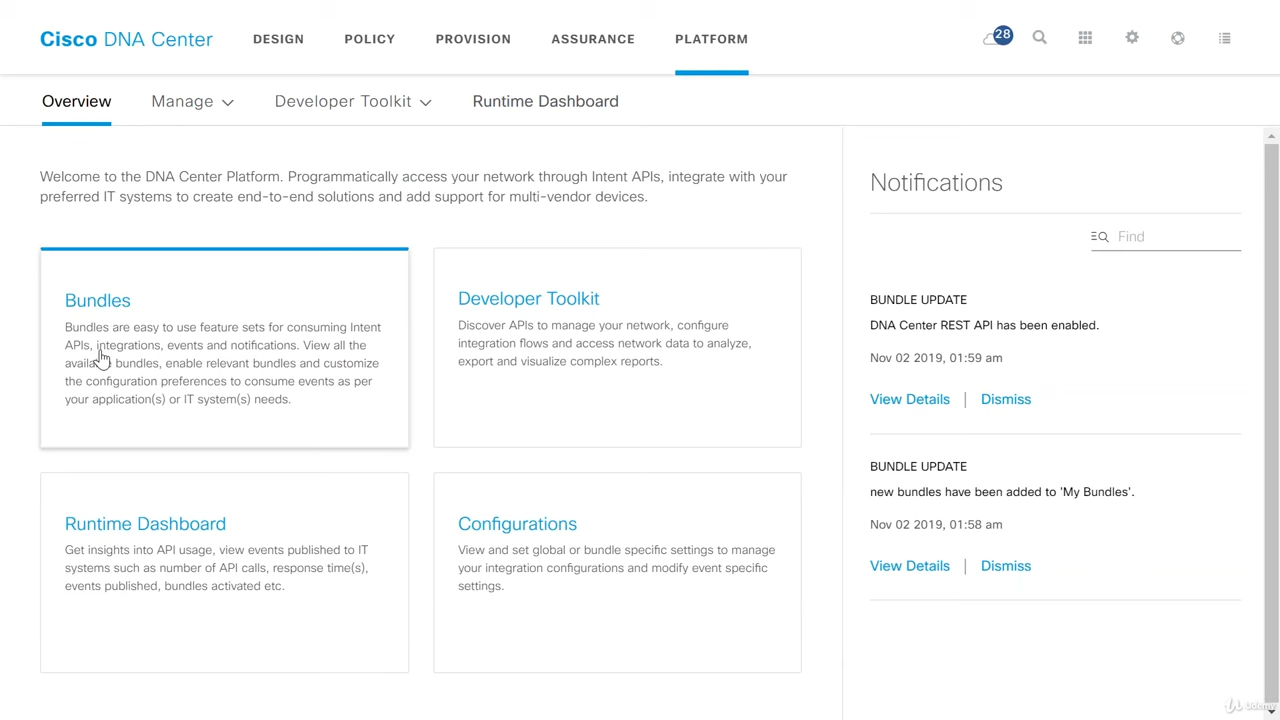 Cisco DNA Center
DESIGN
POLICY
PROVISION
ASSURANCE
PLATFORM
28
Overview
Manage
Developer Toolkit
Runtime Dashboard
Welcome to the DNA Center Platform. Programmatically access your network through Intent APIs, integrate with your
preferred IT systems to create end-to-end solutions and add support for multi-vendor devices.
Bundles
Bundles are easy to use feature sets for consuming Intent
APIs, integrations, events and notifications. View all the
available bundles, enable relevant bundles and customize
the configuration preferences to consume events as per
your application(s) or IT system(s) needs.
Developer Toolkit
Discover APIs to manage your network, configure
integration flows and access network data to analyze,
export and visualize complex reports.
Runtime Dashboard
Get insights into API usage, view events published to IT
systems such as number of API calls, response time(s),
events published, bundles activated etc.
Configurations
View and set global or bundle specific settings to manage
your integration configurations and modify event specific
settings.
Notifications
Find
BUNDLE UPDATE
DNA Center REST API has been enabled.
Nov 02 2019, 01:59 am
View Details | Dismiss
BUNDLE UPDATE
new bundles have been added to 'My Bundles'.
Nov 02 2019, 01:58 am
View Details | Dismiss
Udemy